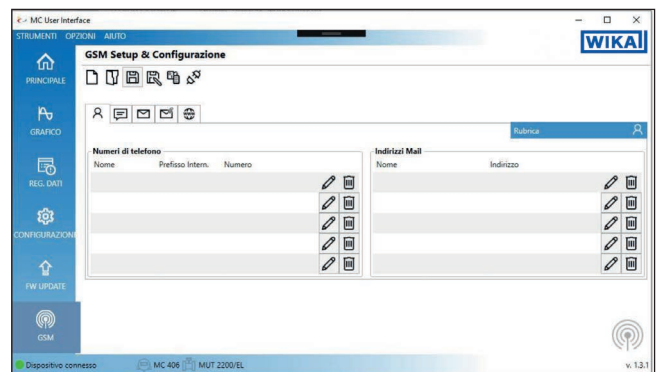 MC User Interface
STRUMENTI OPZIONI AIUTO
WIKA
GSM Setup & Configurazione
PRINCIPALE
GRAFICO
REG. DATI
CONFIGURAZIONI
FW UPDATE
GSM
Rubrica
Numeri di telefono
Nome Prefisso Intern. Numero
Indirizzi Mail
Nome Indirizzo
Dispositivo connesso MC 406 MUT 2200/EL v. 1.3.1